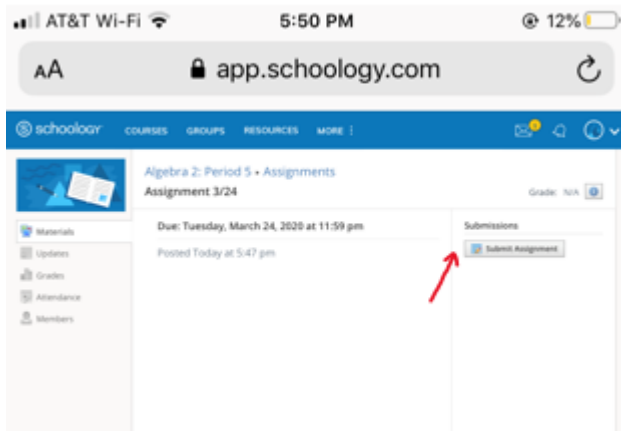 AT&T Wi-Fi 5:50 PM 12%
AA app.schoology.com
schoology COURSES GROUPS RESOURCES MORE
Algebra 2: Period 5 • Assignments
Assignment 3/24
Grade: N/A
Materials
Updates
Grades
Attendance
Members
Due: Tuesday, March 24, 2020 at 11:59 pm
Posted Today at 5:47 pm
Submissions
Submit Assignment